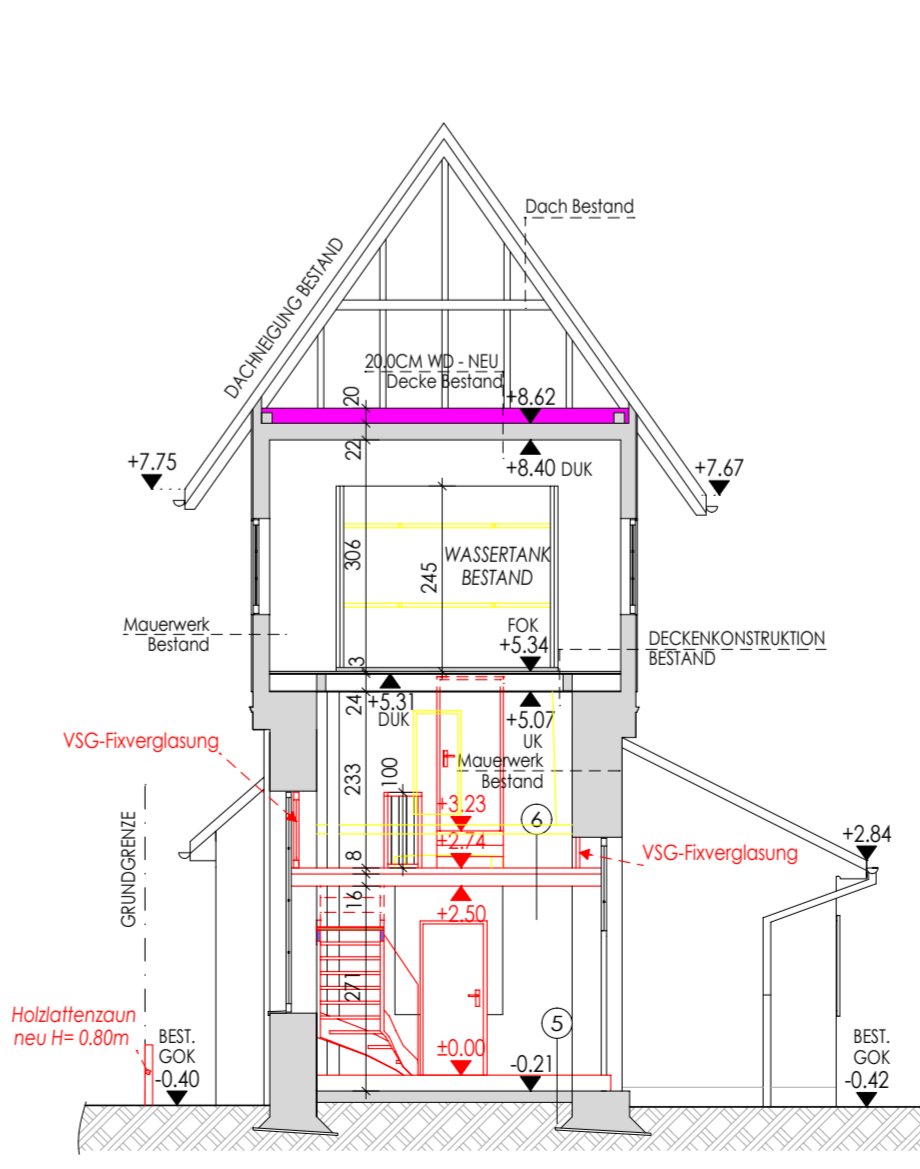 Dach Bestand
DACHNEIGUNG BESTAND
20.0CM WD - NEU
Decke Bestand
20
+8.62
22
+8.40 DUK
+7.75
+7.67
306
245
WASSERTANK
BESTAND
Mauerwerk
Bestand
FOK
+5.34
DECKENKONSTRUKTION
BESTAND
3
+5.31
DUK
24
+5.07
UK
VSG-Fixverglasung
233
100
Mauerwerk
Bestand
+3.23
6
+2.74
VSG-Fixverglasung
+2.84
8
16
+2.50
GRUNDGRENZE
271
Holzlattenzaun
neu H= 0.80m
BEST.
GOK
-0.40
±0.00
-0.21
5
BEST.
GOK
-0.42